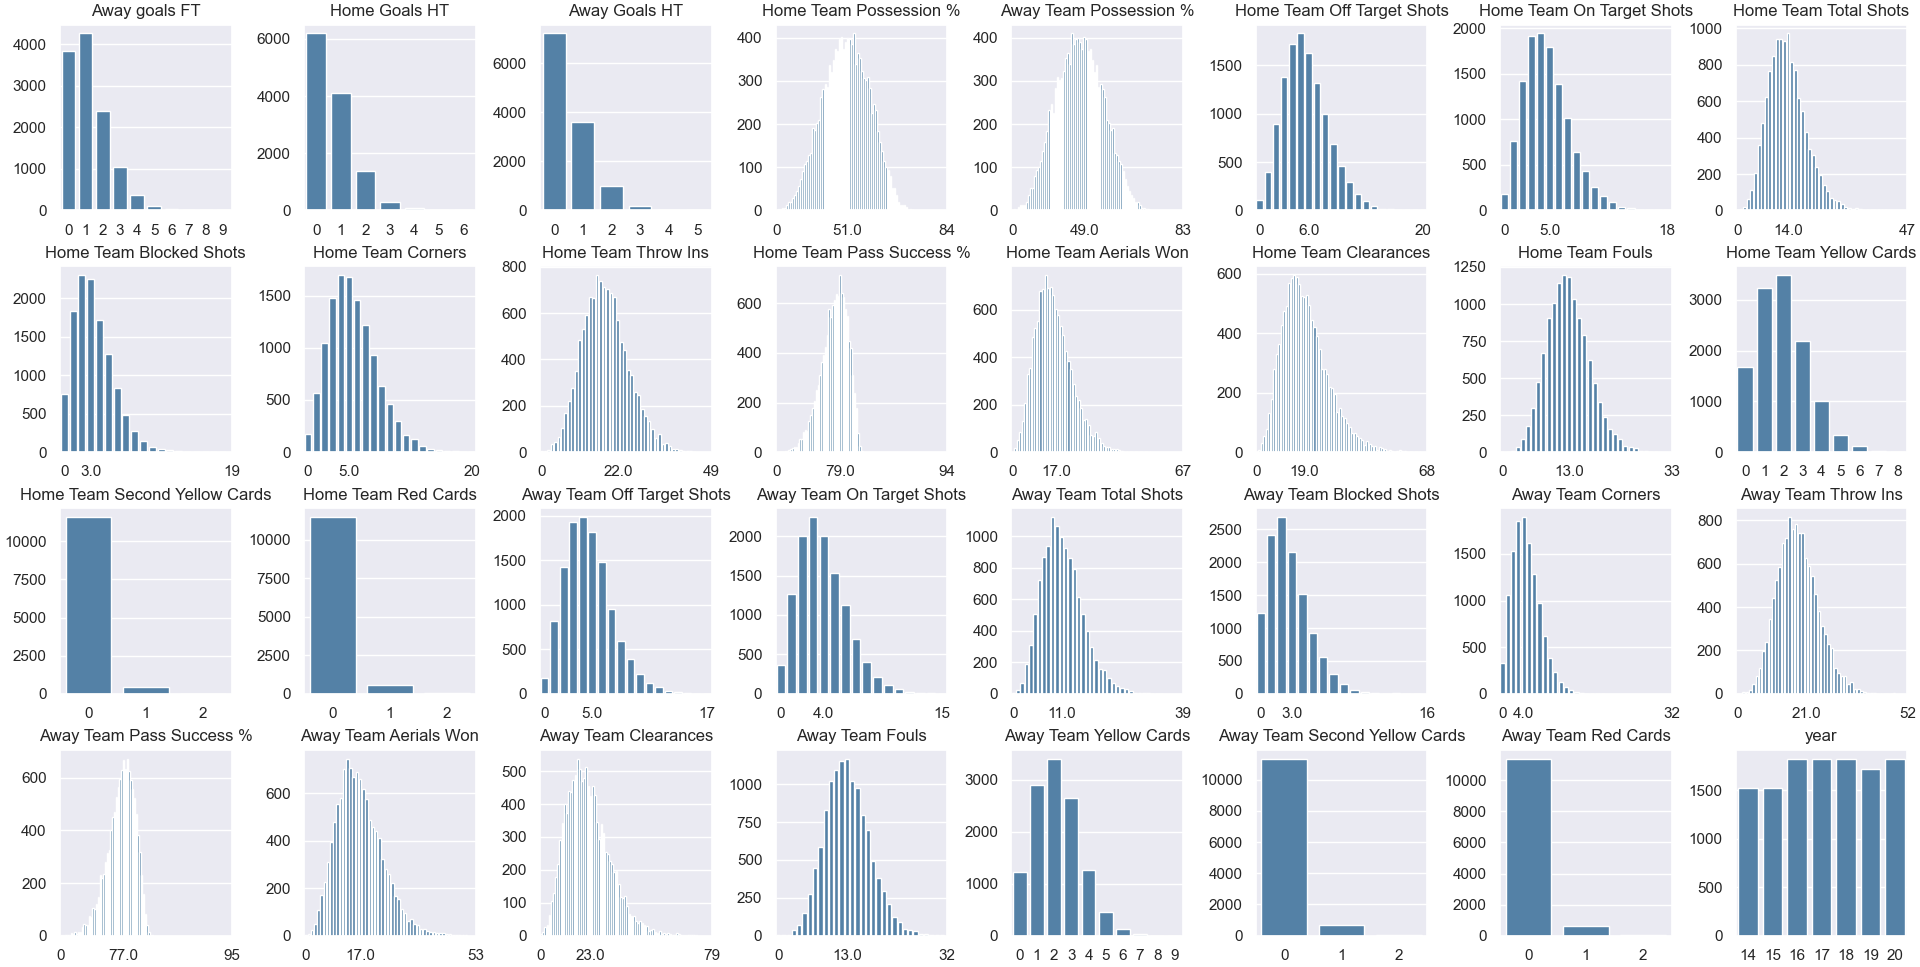 Away goals FT
Home Goals HT
Away Goals HT
Home Team Possession %
Away Team Possession %
Home Team Off Target Shots
Home Team On Target Shots
Home Team Total Shots
4000
3000
2000
1000
0
0 1 2 3 4 5 6 7 8 9
6000
4000
2000
0
0 1 2 3 4 5 6
6000
4000
2000
0
0 1 2 3 4 5
400
300
200
100
0
0 51.0 84
400
300
200
100
0
0 49.0 83
1500
1000
500
0
0 6.0 20
2000
1500
1000
500
0
0 5.0 18
1000
800
600
400
200
0
0 14.0 47
Home Team Blocked Shots
Home Team Corners
Home Team Throw Ins
Home Team Pass Success %
Home Team Aerials Won
Home Team Clearances
Home Team Fouls
Home Team Yellow Cards
2000
1500
1000
500
0
0 3.0 19
1500
1000
500
0
0 5.0 20
800
600
400
200
0
0 22.0 49
600
400
200
0
0 79.0 94
600
400
200
0
0 17.0 67
600
400
200
0
0 19.0 68
1250
1000
750
500
250
0
0 13.0 33
3000
2000
1000
0
0 1 2 3 4 5 6 7 8
Home Team Second Yellow Cards
Home Team Red Cards
Away Team Off Target Shots
Away Team On Target Shots
Away Team Total Shots
Away Team Blocked Shots
Away Team Corners
Away Team Throw Ins
10000
7500
5000
2500
0
0 1 2
10000
7500
5000
2500
0
0 1 2
2000
1500
1000
500
0
0 5.0 17
2000
1500
1000
500
0
0 4.0 15
1000
800
600
400
200
0
0 11.0 39
2500
2000
1500
1000
500
0
0 3.0 16
1500
1000
500
0
0 4.0 32
800
600
400
200
0
0 21.0 52
Away Team Pass Success %
Away Team Aerials Won
Away Team Clearances
Away Team Fouls
Away Team Yellow Cards
Away Team Second Yellow Cards
Away Team Red Cards
year
600
400
200
0
0 77.0 95
600
400
200
0
0 17.0 53
500
400
300
200
100
0
0 23.0 79
1000
750
500
250
0
0 13.0 32
3000
2000
1000
0
0 1 2 3 4 5 6 7 8 9
10000
8000
6000
4000
2000
0
0 1 2
10000
8000
6000
4000
2000
0
0 1 2
1500
1000
500
0
14 15 16 17 18 19 20